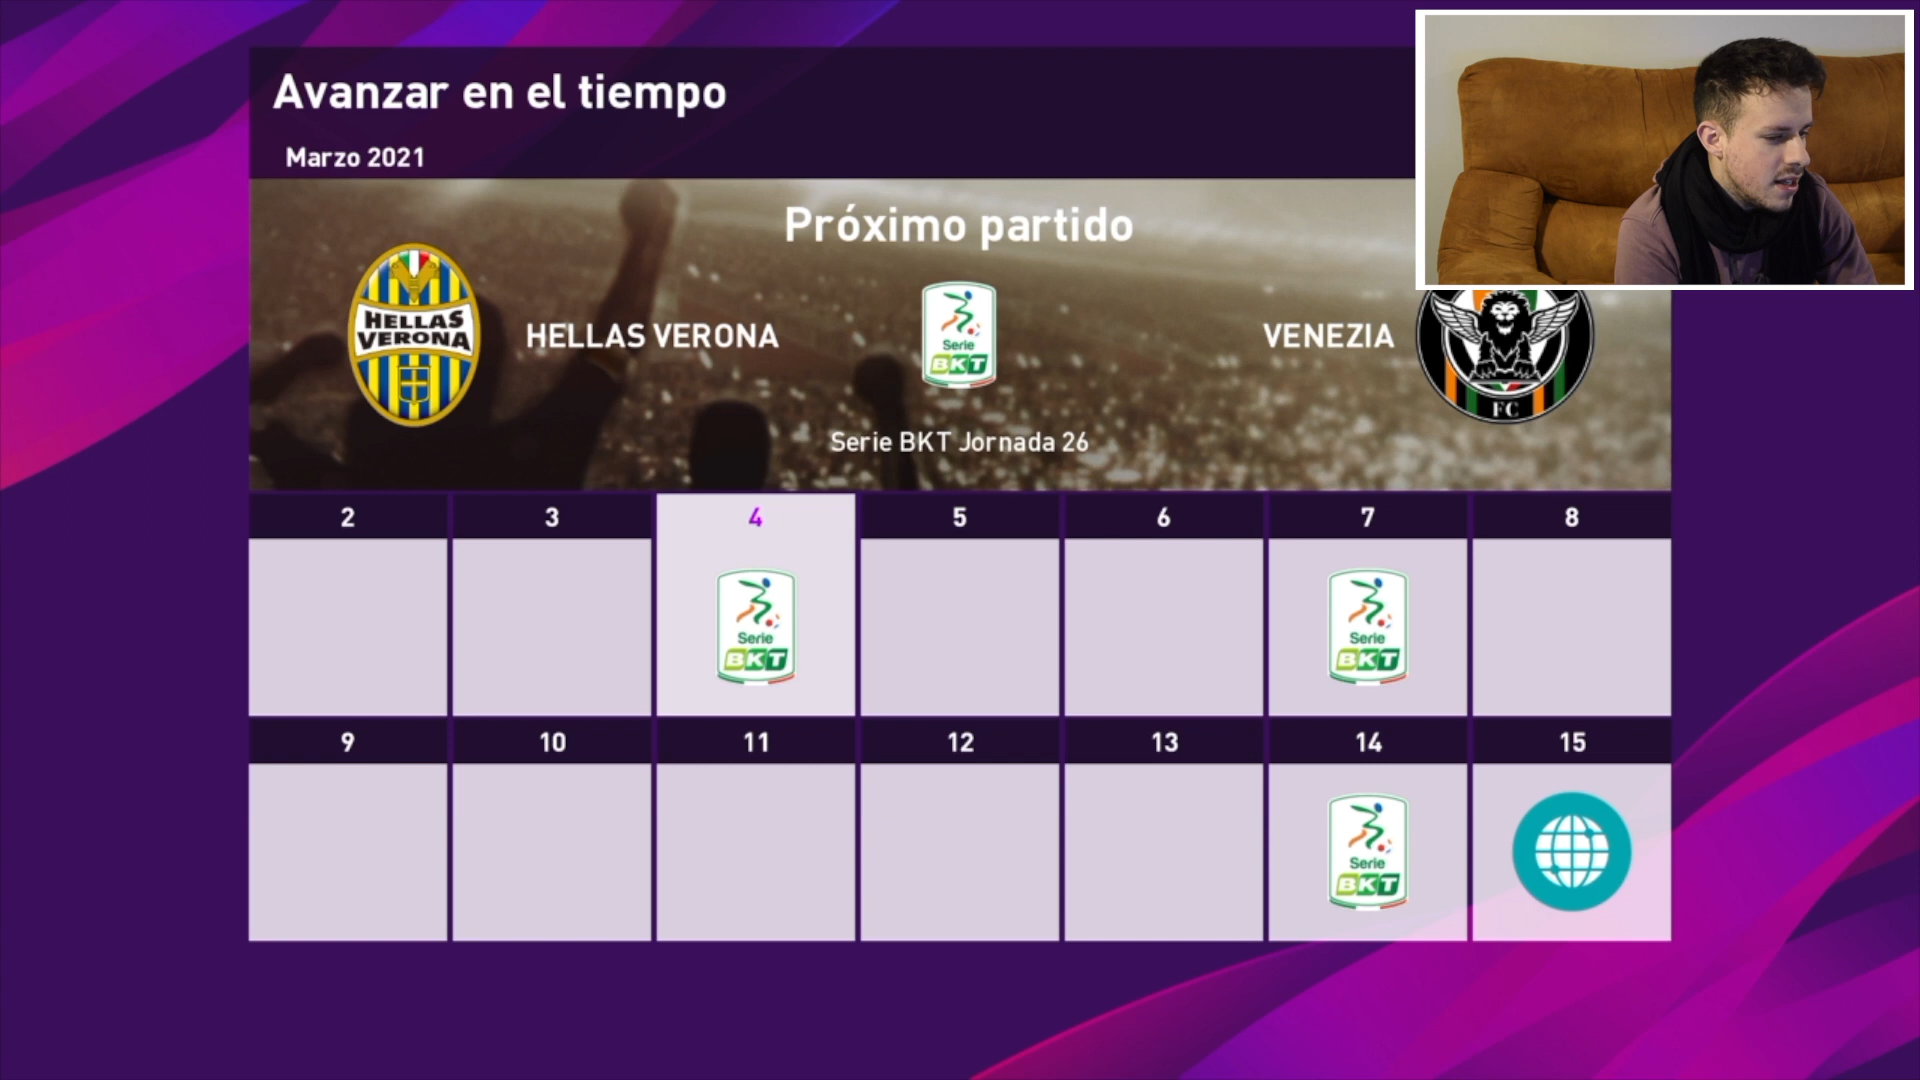 Avanzar en el tiempo
Marzo 2021
Próximo partido
HELLAS
VERONA
HELLAS VERONA
Serie
BKT
VENEZIA
FC
Serie BKT Jornada 26
2 3 4 5 6 7 8
Serie
BKT
Serie
BKT
9 10 11 12 13 14 15
Serie
BKT